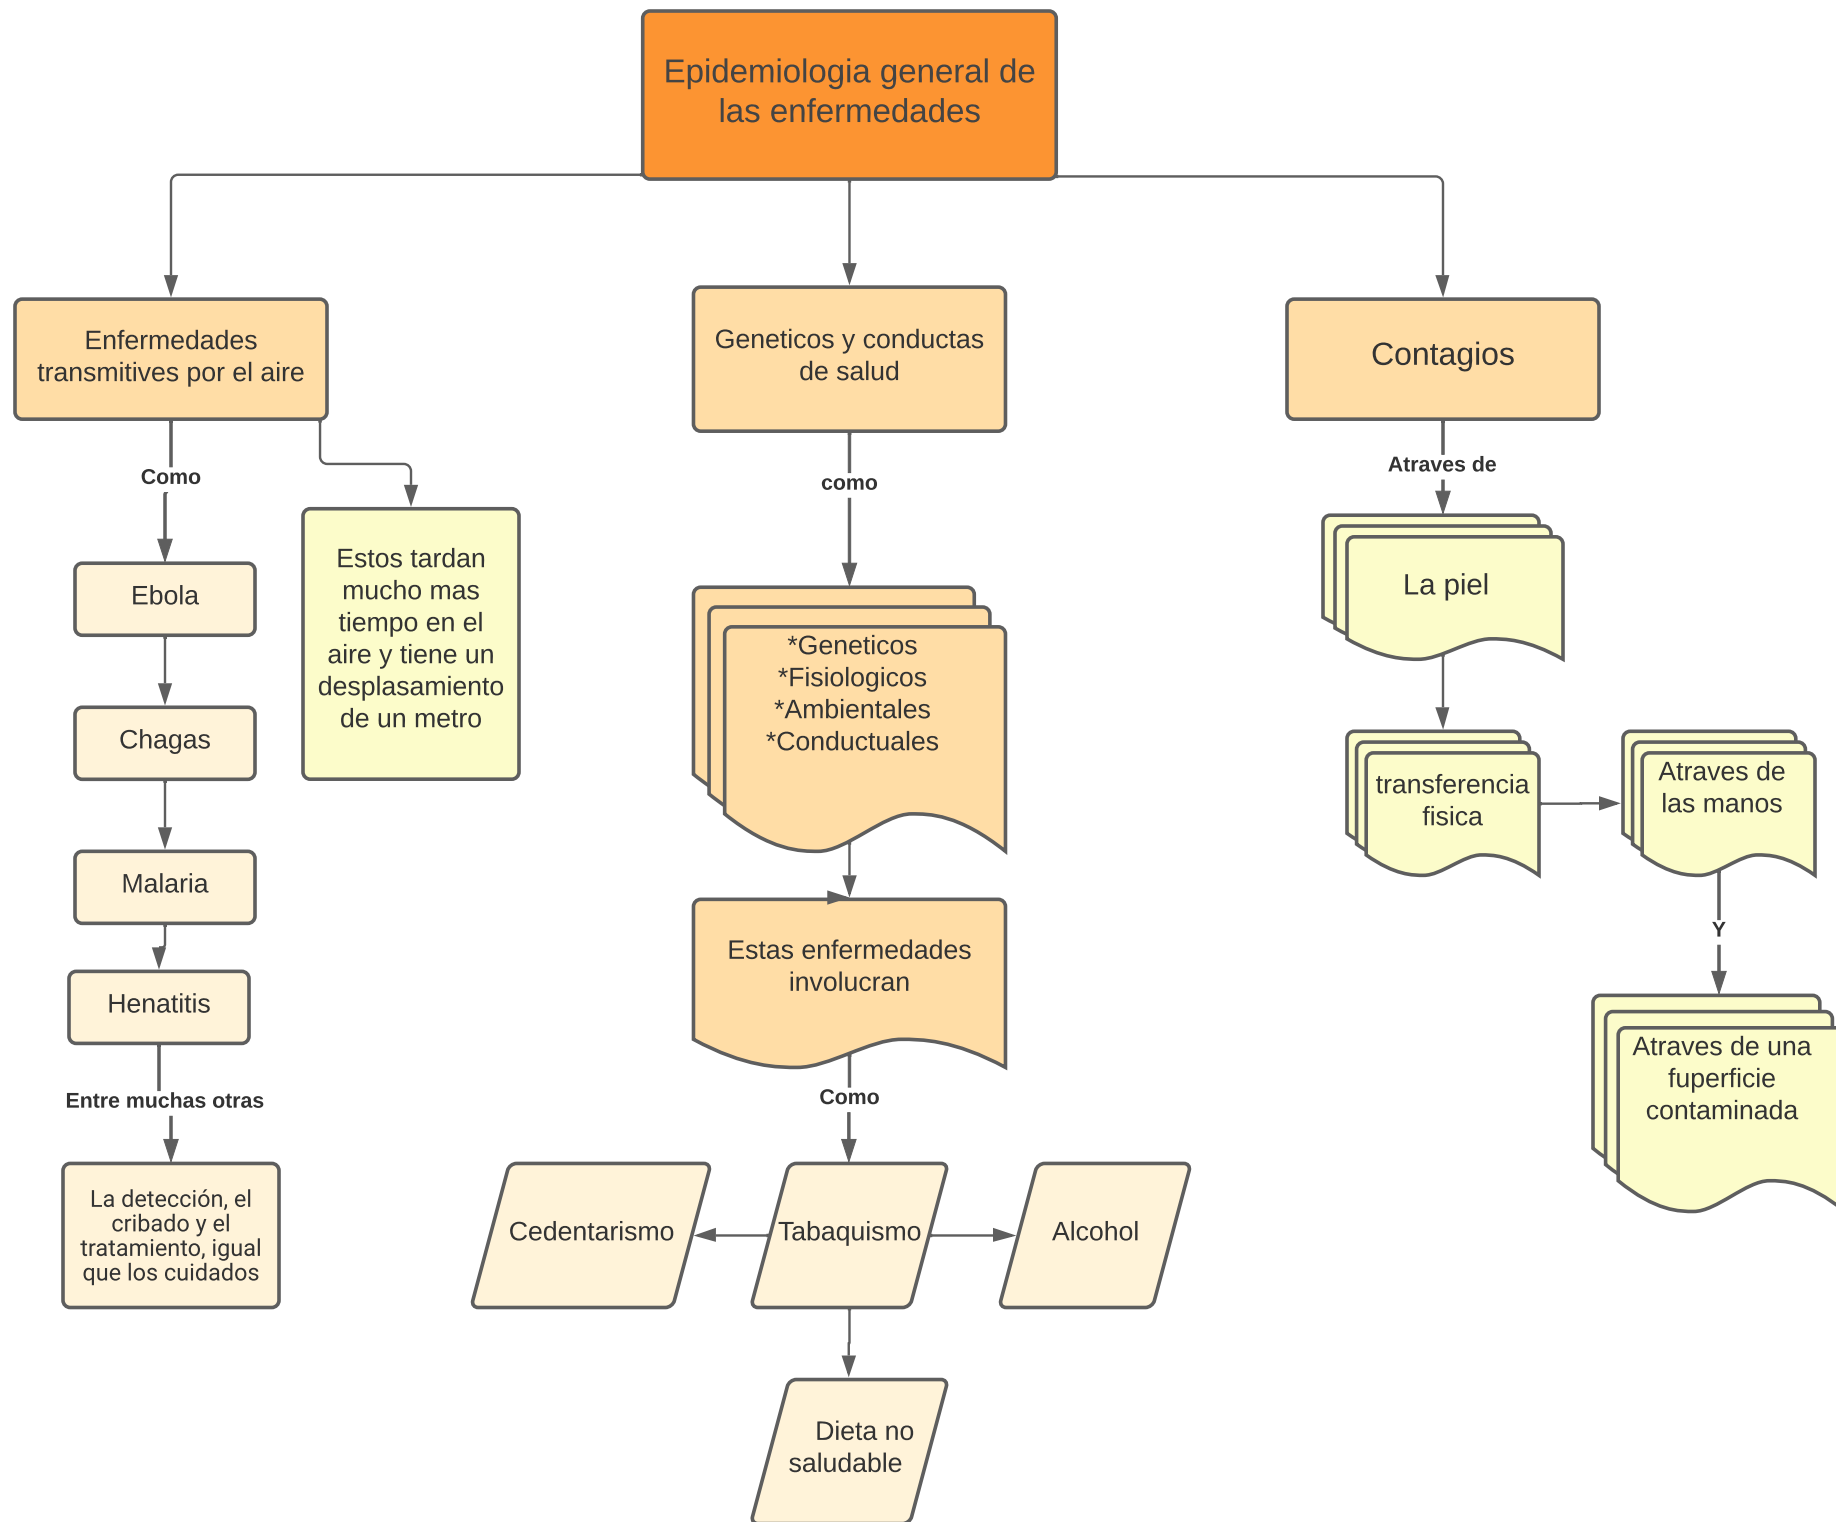 Epidemiologia general de
las enfermedades
Enfermedades
transmitives por el aire
Como
Ebola
Chagas
Malaria
Henatitis
Entre muchas otras
La detección, el
cribado y el
tratamiento, igual
que los cuidados
Estos tardan
mucho mas
tiempo en el
aire y tiene un
desplasamiento
de un metro
Geneticos y conductas
de salud
como
*Geneticos
*Fisiologicos
*Ambientales
*Conductuales
Estas enfermedades
involucran
Como
Cedentarismo
Tabaquismo
Alcohol
Dieta no
saludable
Contagios
Atraves de
La piel
transferencia
fisica
Atraves de
las manos
Y
Atraves de una
fuperficie
contaminada